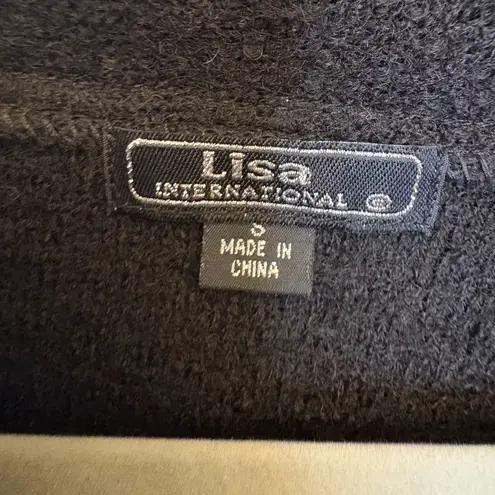 Lisa
INTERNATIONAL ®
S
MADE IN
CHINA